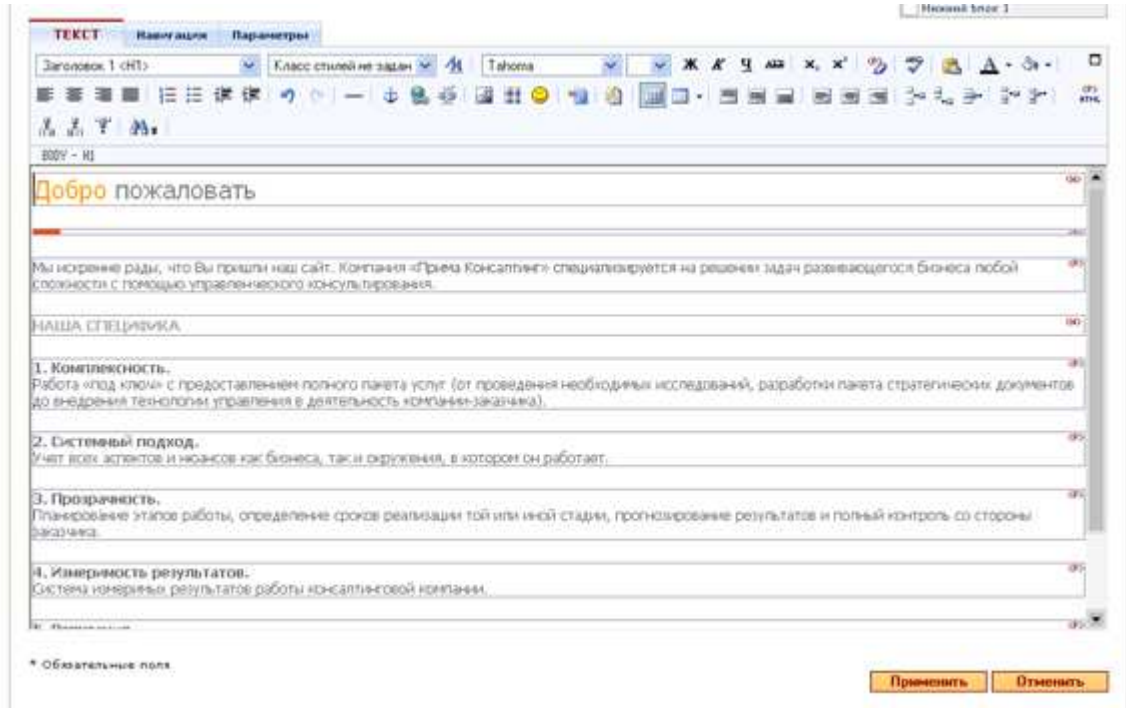 Нижний блок 1
ТЕКСТ Навигация Параметры
Заголовок 1 <H1> Класс стилей не задан Tahoma Ж К Ч ABC x, x' A
HTML
BODY - H1
Добро пожаловать
Мы искренне рады, что Вы пришли наш сайт. Компания «Прима Консалтинг» специализируется на решении задач развивающегося бизнеса любой
сложности с помощью управленческого консультирования.
НАША СПЕЦИФИКА
1. Комплексность.
Работа «под ключ» с предоставлением полного пакета услуг (от проведения необходимых исследований, разработки пакета стратегических документов
до внедрения технологии управления в деятельность компании-заказчика).
2. Системный подход.
Учет всех аспектов и нюансов как бизнеса, так и окружения, в котором он работает.
3. Прозрачность.
Планирование этапов работы, определение сроков реализации той или иной стадии, прогнозирование результатов и полный контроль со стороны
заказчика.
4. Измеримость результатов.
Система измеримых результатов работы консалтинговой компании.
* Обязательные поля
Применить Отменить